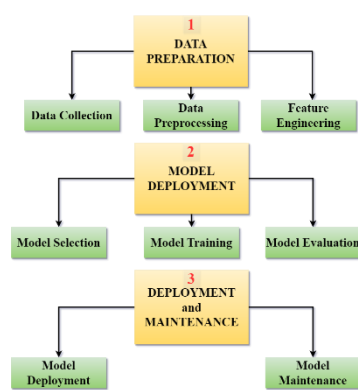 1
DATA
PREPARATION
Data Collection
Data
Preprocessing
Feature
Engineering
2
MODEL
DEPLOYMENT
Model Selection
Model Training
Model Evaluation
3
DEPLOYMENT
and
MAINTENANCE
Model
Deployment
Model
Maintenance